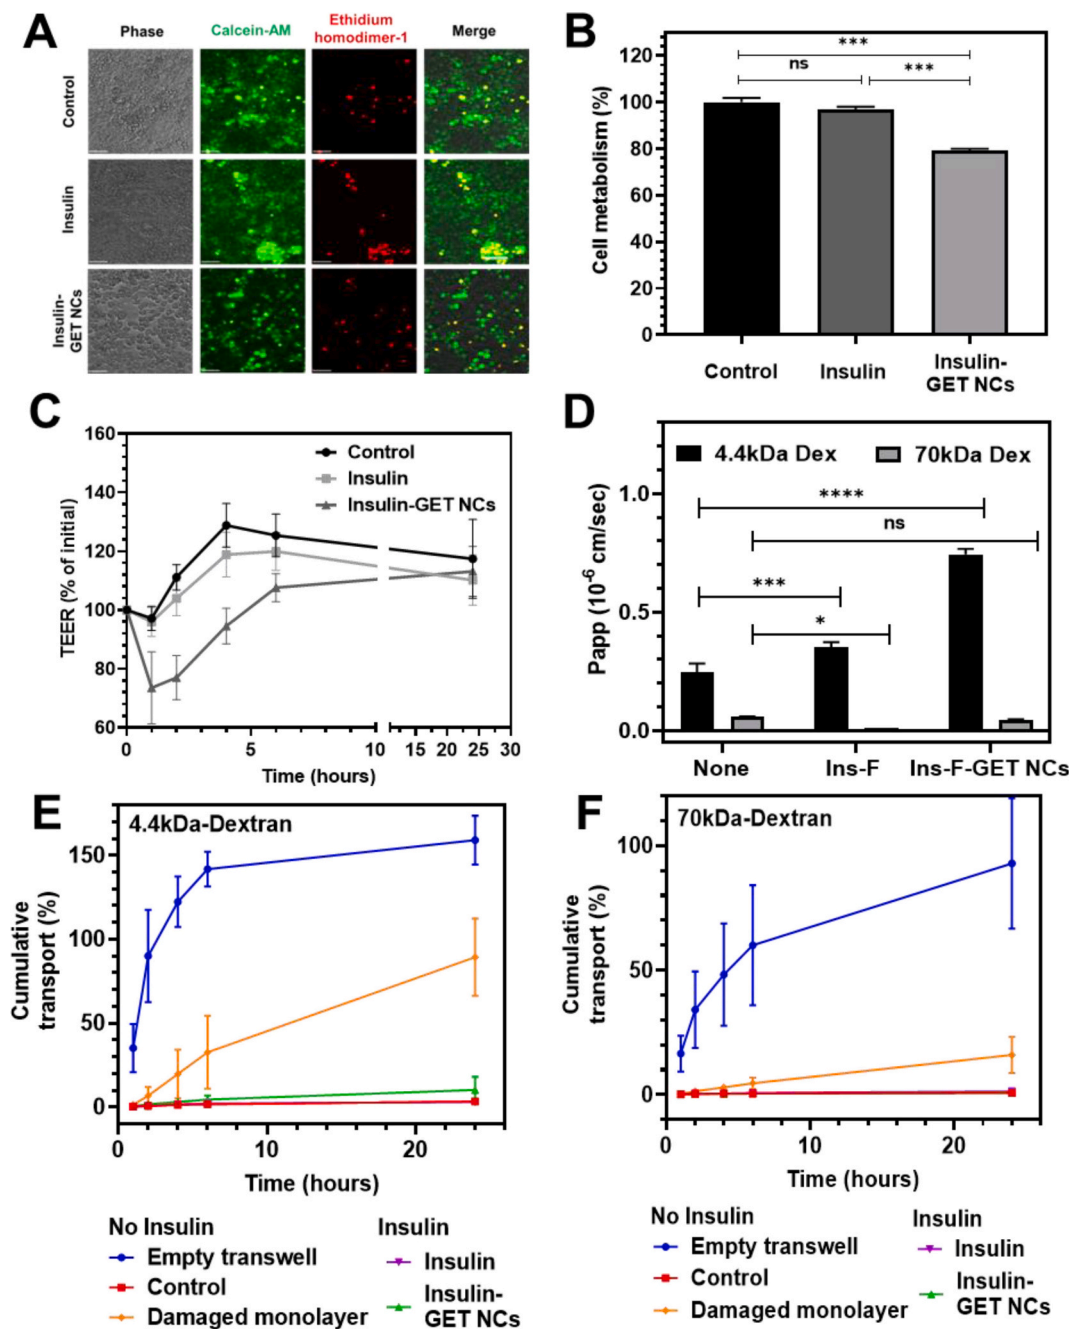 A
Phase
Calcein-AM
Ethidium
homodimer-1
Merge
Control
Insulin
Insulin-
GET NCs
B
Cell metabolism (%)
120
100
80
60
40
20
0
***
ns
***
Control
Insulin
Insulin-
GET NCs
C
TEER (% of initial)
160
140
120
100
80
60
Control
Insulin
Insulin-GET NCs
0
5
10
15
20
25
30
Time (hours)
D
Papp (10-6 cm/sec)
1.0
0.5
0.0
4.4kDa Dex
70kDa Dex
****
ns
***
*
None
Ins-F
Ins-F-GET NCs
E
4.4kDa-Dextran
Cumulative
transport (%)
150
100
50
0
0
10
20
Time (hours)
No Insulin
Insulin
Empty transwell
Control
Damaged monolayer
Insulin
Insulin-
GET NCs
F
70kDa-Dextran
Cumulative
transport (%)
100
50
0
0
10
20
Time (hours)
No Insulin
Insulin
Empty transwell
Control
Damaged monolayer
Insulin
Insulin-
GET NCs